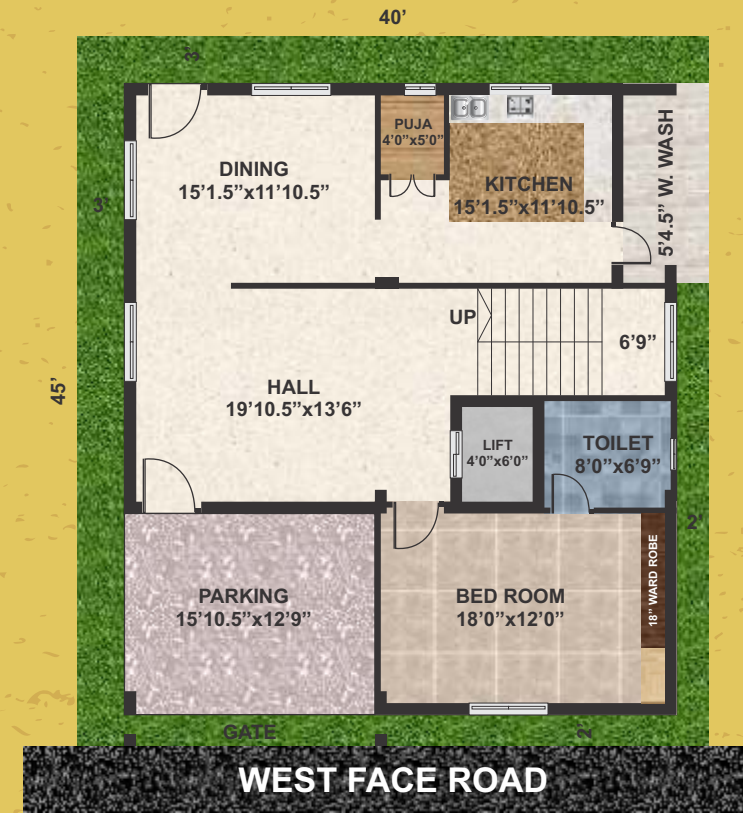 40’
3’
PUJA
4’0”x5’0”
DINING
15’1.5”x11’10.5”
KITCHEN
15’1.5”x11’10.5”
5’4.5” W. WASH
3’
UP
6’9”
45’
HALL
19’10.5”x13’6”
LIFT
4’0”x6’0”
TOILET
8’0”x6’9”
2’
18” WARD ROBE
PARKING
15’10.5”x12’9”
BED ROOM
18’0”x12’0”
GATE
2’
WEST FACE ROAD